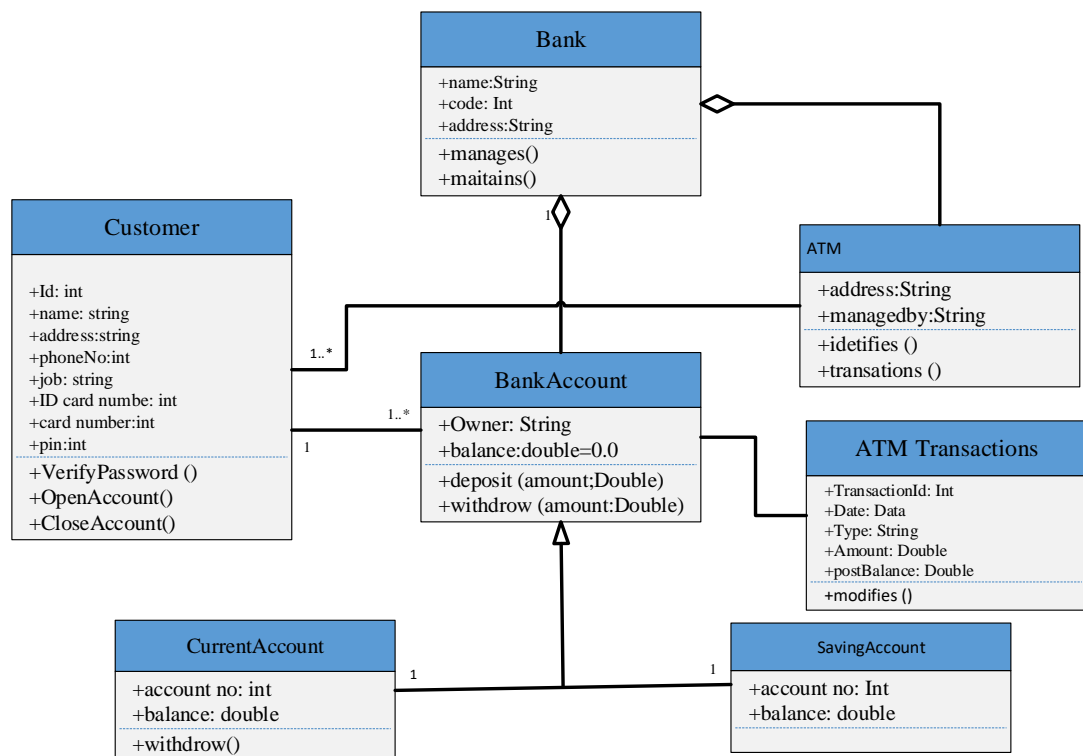 Bank
+name:String
+code: Int
+address:String
+manages()
+maitains()
1
Customer
+Id: int
+name: string
+address:string
+phoneNo:int
+job: string
+ID card numbe: int
+card number:int
+pin:int
+VerifyPassword ()
+OpenAccount()
+CloseAccount()
1..*
1
1..*
ATM
+address:String
+managedby:String
+idetifies ()
+transations ()
BankAccount
+Owner: String
+balance:double=0.0
+deposit (amount;Double)
+withdrow (amount:Double)
ATM Transactions
+TransactionId: Int
+Date: Data
+Type: String
+Amount: Double
+postBalance: Double
+modifies ()
CurrentAccount
+account no: int
+balance: double
+withdrow()
1
1
SavingAccount
+account no: Int
+balance: double